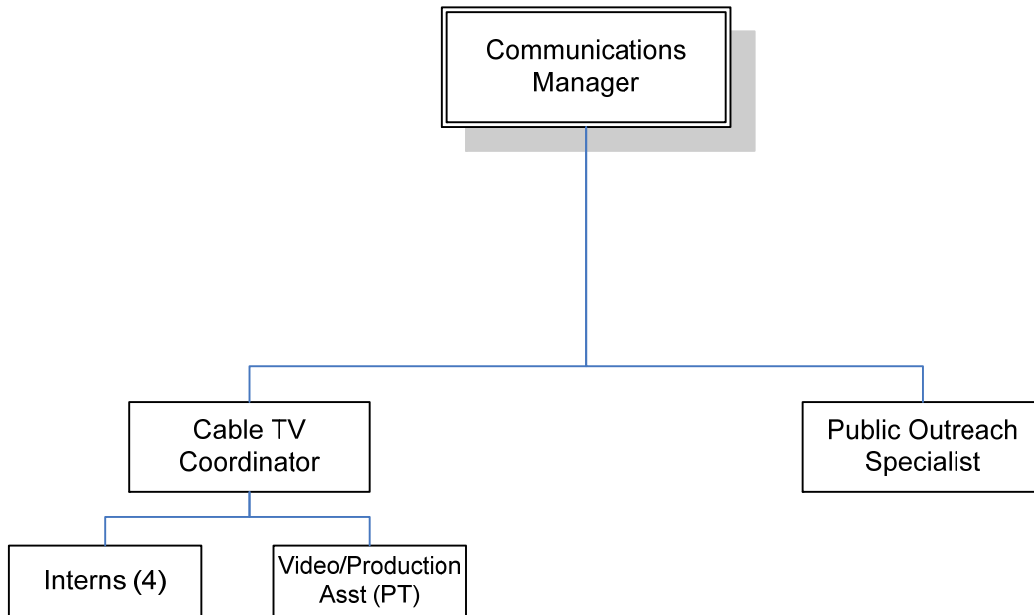 Communications
Manager
Cable TV
Coordinator
Public Outreach
Specialist
Interns (4)
Video/Production
Asst (PT)